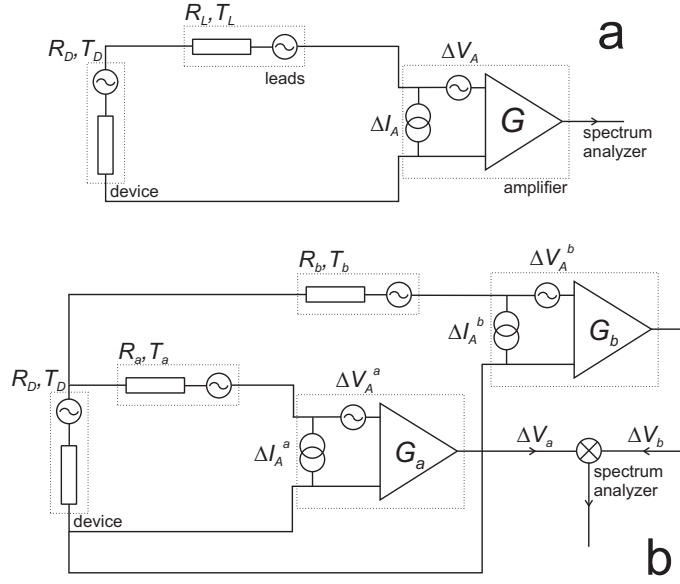 a
R_L, T_L
R_D, T_D
leads
ΔV_A
ΔI_A
G
spectrum
analyzer
device
amplifier
R_b, T_b
ΔV_A^b
ΔI_A^b
G_b
R_a, T_a
R_D, T_D
ΔV_A^a
ΔI_A^a
G_a
ΔV_a
ΔV_b
spectrum
analyzer
device
b